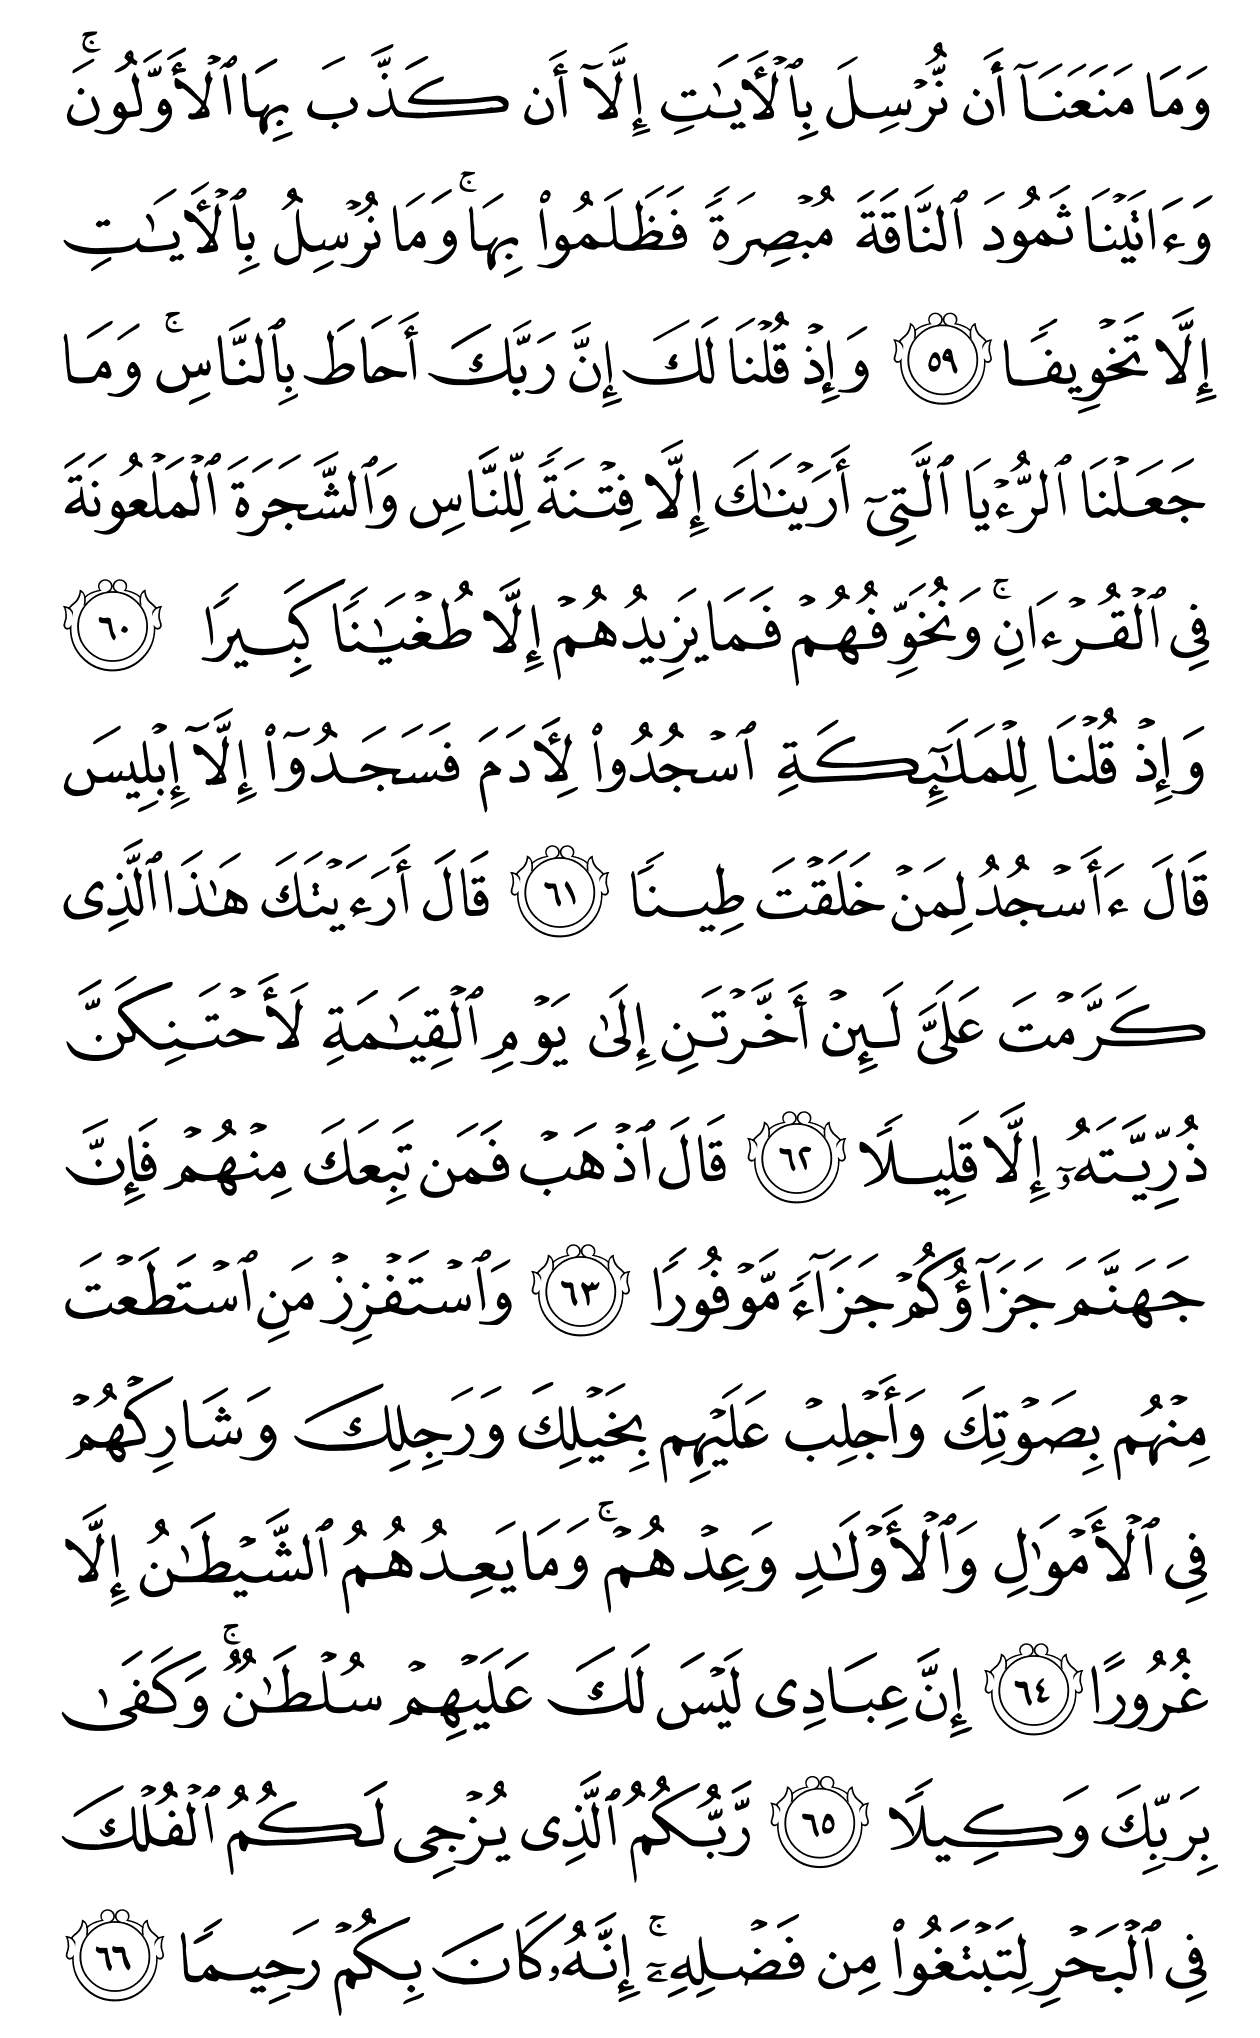 وَمَا مَنَعَنَآ أَن نُّرْسِلَ بِٱلْأَيَـٰتِ إِلَّآ أَن كَذَّبَ بِهَا ٱلْأَوَّلُونَ ۚ
وَءَاتَيْنَا ثَمُودَ ٱلنَّاقَةَ مُبْصِرَةً فَظَلَمُوا۟ بِهَا ۚ وَمَا نُرْسِلُ بِٱلْأَيَـٰتِ
إِلَّا تَخْوِيفًا ٥٩ وَإِذْ قُلْنَا لَكَ إِنَّ رَبَّكَ أَحَاطَ بِٱلنَّاسِ ۚ وَمَا
جَعَلْنَا ٱلرُّءْيَا ٱلَّتِىٓ أَرَيْنَـٰكَ إِلَّا فِتْنَةً لِّلنَّاسِ وَٱلشَّجَرَةَ ٱلْمَلْعُونَةَ
فِى ٱلْقُرْءَانِ ۚ وَنُخَوِّفُهُمْ فَمَا يَزِيدُهُمْ إِلَّا طُغْيَـٰنًا كَبِيرًا ٦٠
وَإِذْ قُلْنَا لِلْمَلَـٰٓئِكَةِ ٱسْجُدُوا۟ لِأَدَمَ فَسَجَدُوٓا۟ إِلَّآ إِبْلِيسَ
قَالَ ءَأَسْجُدُ لِمَنْ خَلَقْتَ طِينًا ٦١ قَالَ أَرَءَيْتَكَ هَـٰذَا ٱلَّذِى
كَرَّمْتَ عَلَىَّ لَئِنْ أَخَّرْتَنِ إِلَىٰ يَوْمِ ٱلْقِيَـٰمَةِ لَأَحْتَنِكَنَّ
ذُرِّيَّتَهُۥٓ إِلَّا قَلِيلًا ٦٢ قَالَ ٱذْهَبْ فَمَن تَبِعَكَ مِنْهُمْ فَإِنَّ
جَهَنَّمَ جَزَآؤُكُمْ جَزَآءً مَّوْفُورًا ٦٣ وَٱسْتَفْزِزْ مَنِ ٱسْتَطَعْتَ
مِنْهُم بِصَوْتِكَ وَأَجْلِبْ عَلَيْهِم بِخَيْلِكَ وَرَجِلِكَ وَشَارِكْهُمْ
فِى ٱلْأَمْوَٰلِ وَٱلْأَوْلَـٰدِ وَعِدْهُمْ ۚ وَمَا يَعِدُهُمُ ٱلشَّيْطَـٰنُ إِلَّا
غُرُورًا ٦٤ إِنَّ عِبَادِى لَيْسَ لَكَ عَلَيْهِمْ سُلْطَـٰنٌ ۚ وَكَفَىٰ
بِرَبِّكَ وَكِيلًا ٦٥ رَّبُّكُمُ ٱلَّذِى يُزْجِى لَكُمُ ٱلْفُلْكَ
فِى ٱلْبَحْرِ لِتَبْتَغُوا۟ مِن فَضْلِهِۦٓ ۚ إِنَّهُۥ كَانَ بِكُمْ رَحِيمًا ٦٦